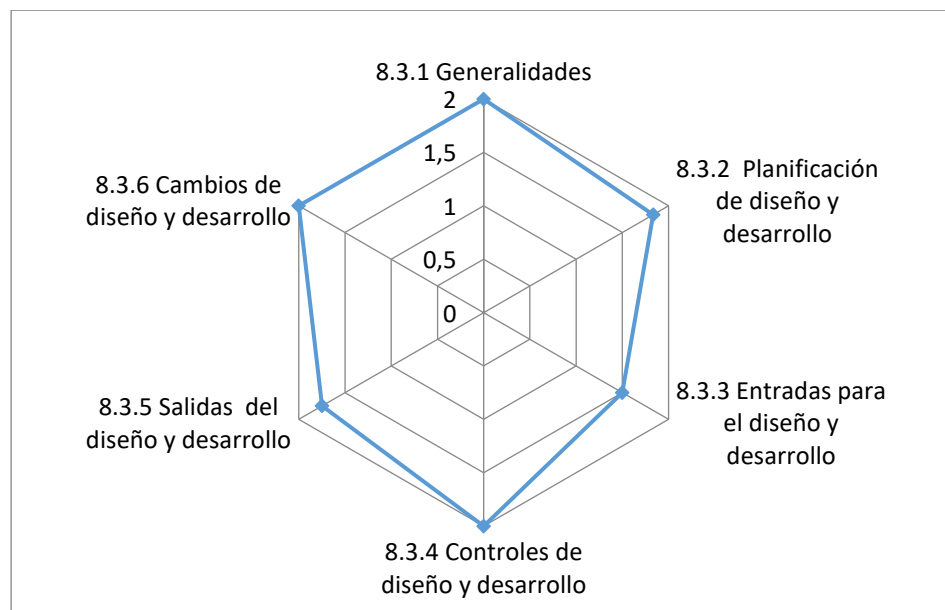 8.3.1 Generalidades
2
1,5
1
0,5
0
8.3.2  Planificación
de diseño y
desarrollo
8.3.3 Entradas para
el diseño y
desarrollo
8.3.4 Controles de
diseño y desarrollo
8.3.5 Salidas  del
diseño y desarrollo
8.3.6 Cambios de
diseño y desarrollo